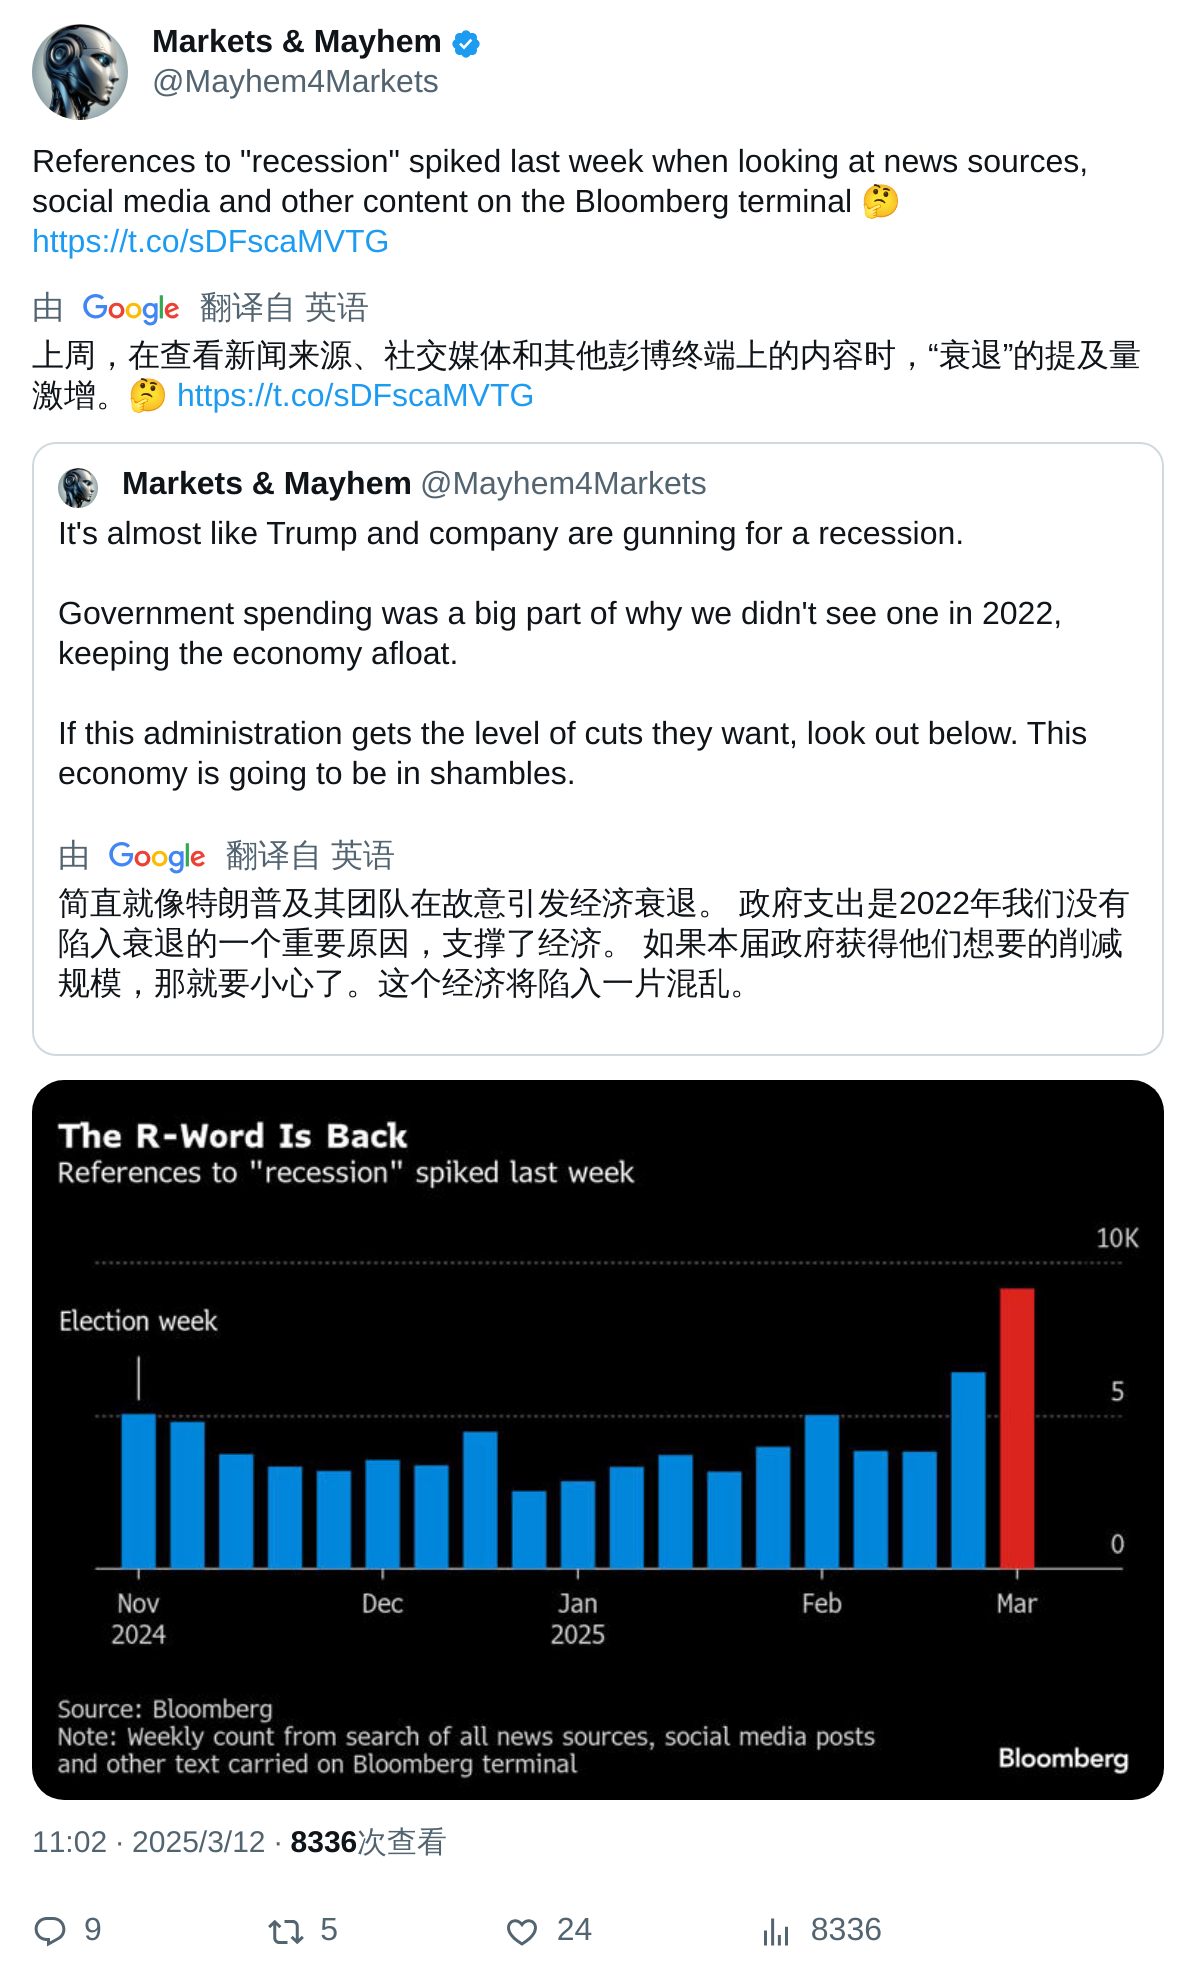 Markets & Mayhem
@Mayhem4Markets
References to "recession" spiked last week when looking at news sources,
social media and other content on the Bloomberg terminal 🤔
https://t.co/sDFscaMVTG
由 Google 翻译自 英语
上周，在查看新闻来源、社交媒体和其他彭博终端上的内容时，“衰退”的提及量
激增。🤔 https://t.co/sDFscaMVTG
Markets & Mayhem @Mayhem4Markets
It's almost like Trump and company are gunning for a recession.
Government spending was a big part of why we didn't see one in 2022,
keeping the economy afloat.
If this administration gets the level of cuts they want, look out below. This
economy is going to be in shambles.
由 Google 翻译自 英语
简直就像特朗普及其团队在故意引发经济衰退。 政府支出是2022年我们没有
陷入衰退的一个重要原因，支撑了经济。 如果本届政府获得他们想要的削减
规模，那就要小心了。这个经济将陷入一片混乱。
The R-Word Is Back
References to "recession" spiked last week
10K
Election week
5
0
Nov Dec Jan Feb Mar
2024 2025
Source: Bloomberg
Note: Weekly count from search of all news sources, social media posts
and other text carried on Bloomberg terminal
Bloomberg
11:02 · 2025/3/12 · 8336次查看
9 5 24 8336